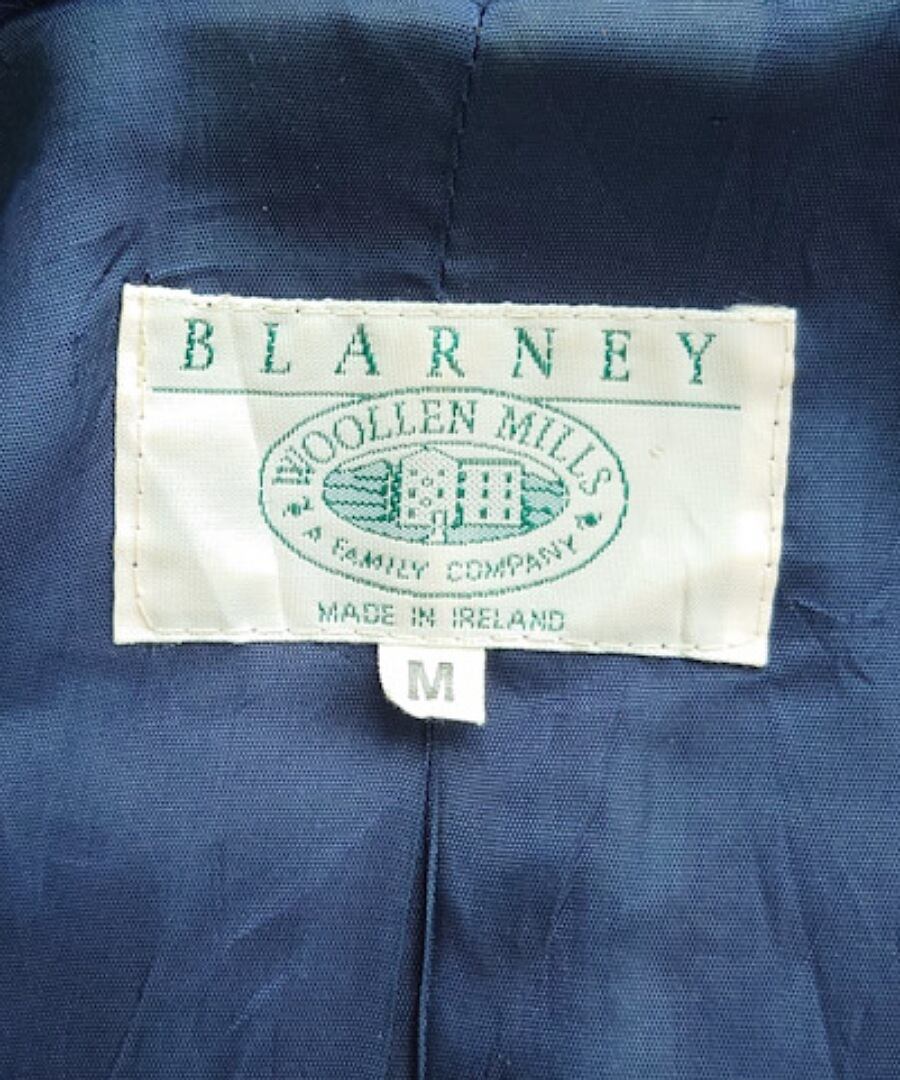 BLARNEY
WOOLLEN MILLS
A FAMILY COMPANY
MADE IN IRELAND
M